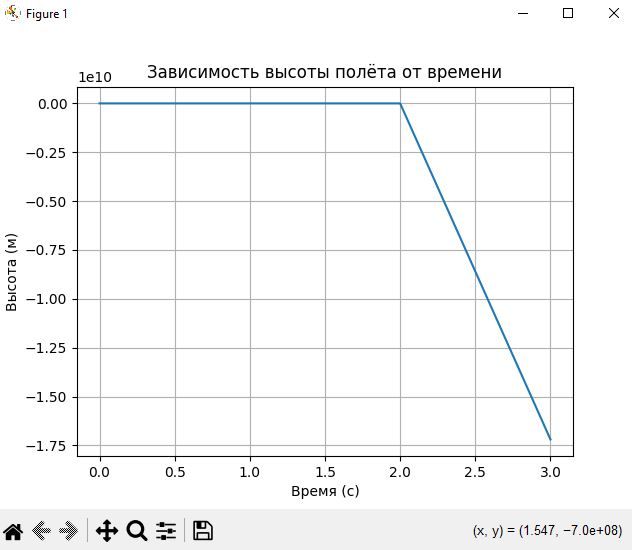 Figure 1
Зависимость высоты полёта от времени
1e10
0.00
−0.25
−0.50
−0.75
−1.00
−1.25
−1.50
−1.75
Высота (м)
0.0 0.5 1.0 1.5 2.0 2.5 3.0
Время (с)
(x, y) = (1.547, −7.0e+08)